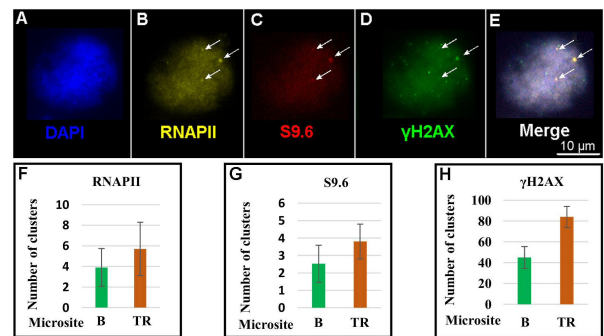 A B C D E
DAPI RNAPII S9.6 γH2AX Merge
10 μm
F RNAPII
Number of clusters
10
8
6
4
2
0
Microsite B TR
G S9.6
Number of clusters
6
5
4
3
2
1
0
Microsite B TR
H γH2AX
Number of clusters
100
80
60
40
20
0
Microsite B TR